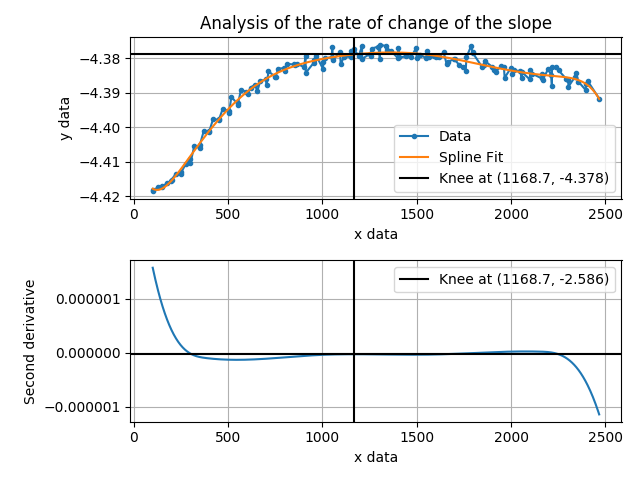 Analysis of the rate of change of the slope
−4.38
−4.39
−4.40
−4.41
−4.42
y data
Data
Spline Fit
Knee at (1168.7, -4.378)
0
500
1000
1500
2000
2500
x data
Knee at (1168.7, -2.586)
0.000001
0.000000
−0.000001
Second derivative
0
500
1000
1500
2000
2500
x data